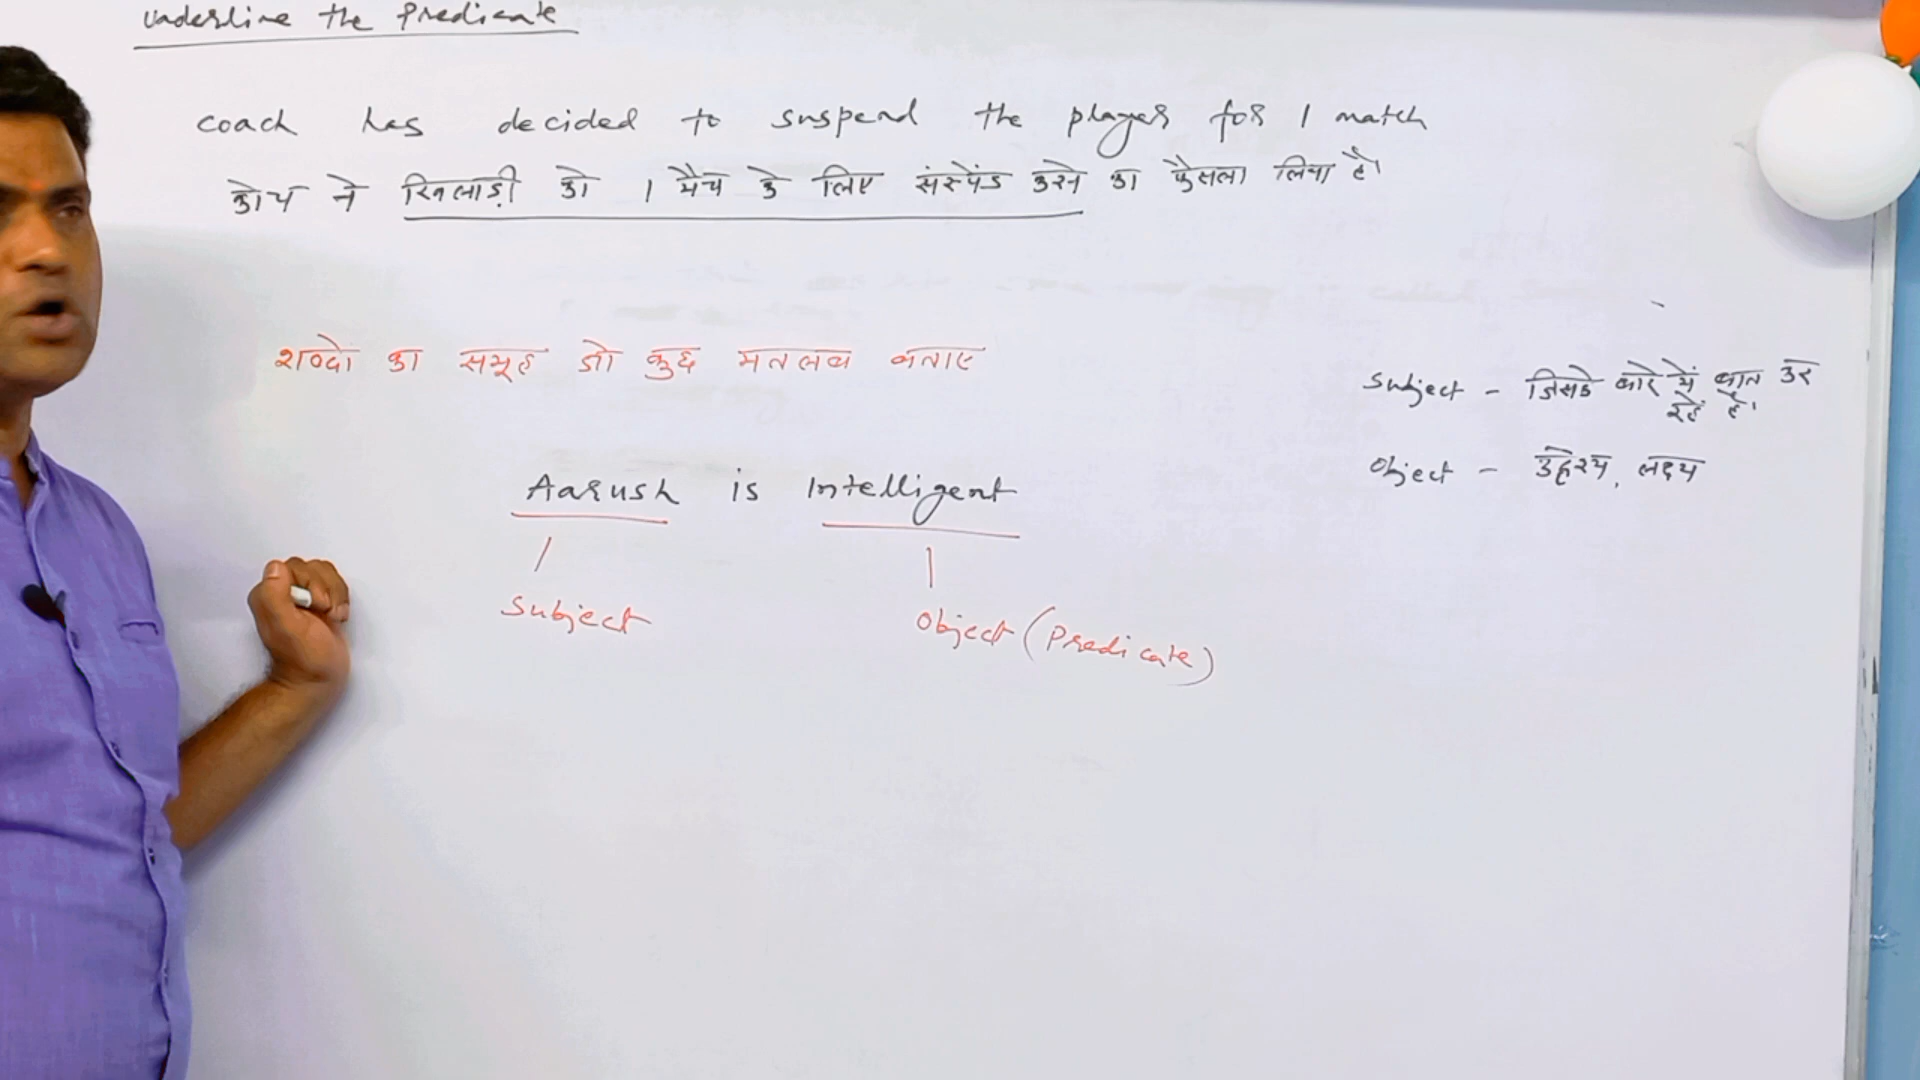 underline the Predicate
coach has decided to suspend the player for 1 match
कोच ने खिलाड़ी को 1 मैच के लिए संस्पेंड करने का फैसला लिया है।
शब्दो का समूह जो कुछ मतलब बताए
Subject - जिसके बारे में बात कर
रहे है।
Object - उद्देश्य, लक्ष्य
Aarush is Intelligent
Subject
Object (Predicate)